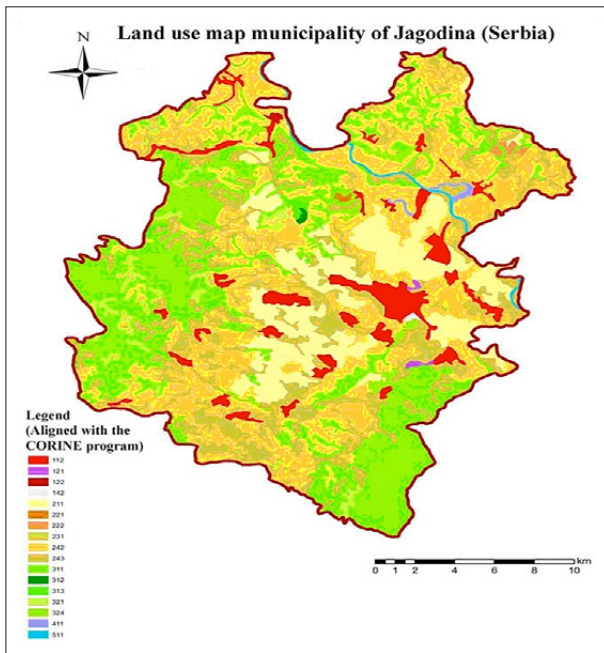 Land use map municipality of Jagodina (Serbia)
N
Legend
(Aligned with the
CORINE program)
112
121
122
142
211
221
222
231
242
243
311
312
313
321
324
411
511
km
0 1 2 4 6 8 10